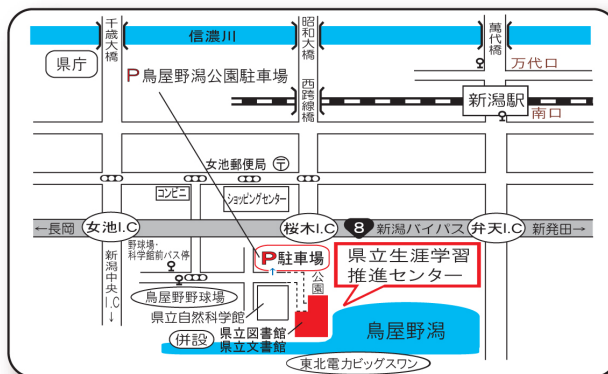 千歳大橋
信濃川
昭和大橋
萬代橋
県庁
P鳥屋野潟公園駐車場
西跨線橋
万代口
新潟駅
南口
女池郵便局 〒
コンビニ
ショッピングセンター
←長岡
女池I.C
桜木I.C
8
新潟バイパス
弁天I.C
新発田→
新潟中央I.C↓
野球場・
科学館前バス停
P駐車場
↑
公園
県立生涯学習
推進センター
鳥屋野野球場
県立自然科学館
県立図書館
県立文書館
併設
鳥屋野潟
東北電力ビッグスワン